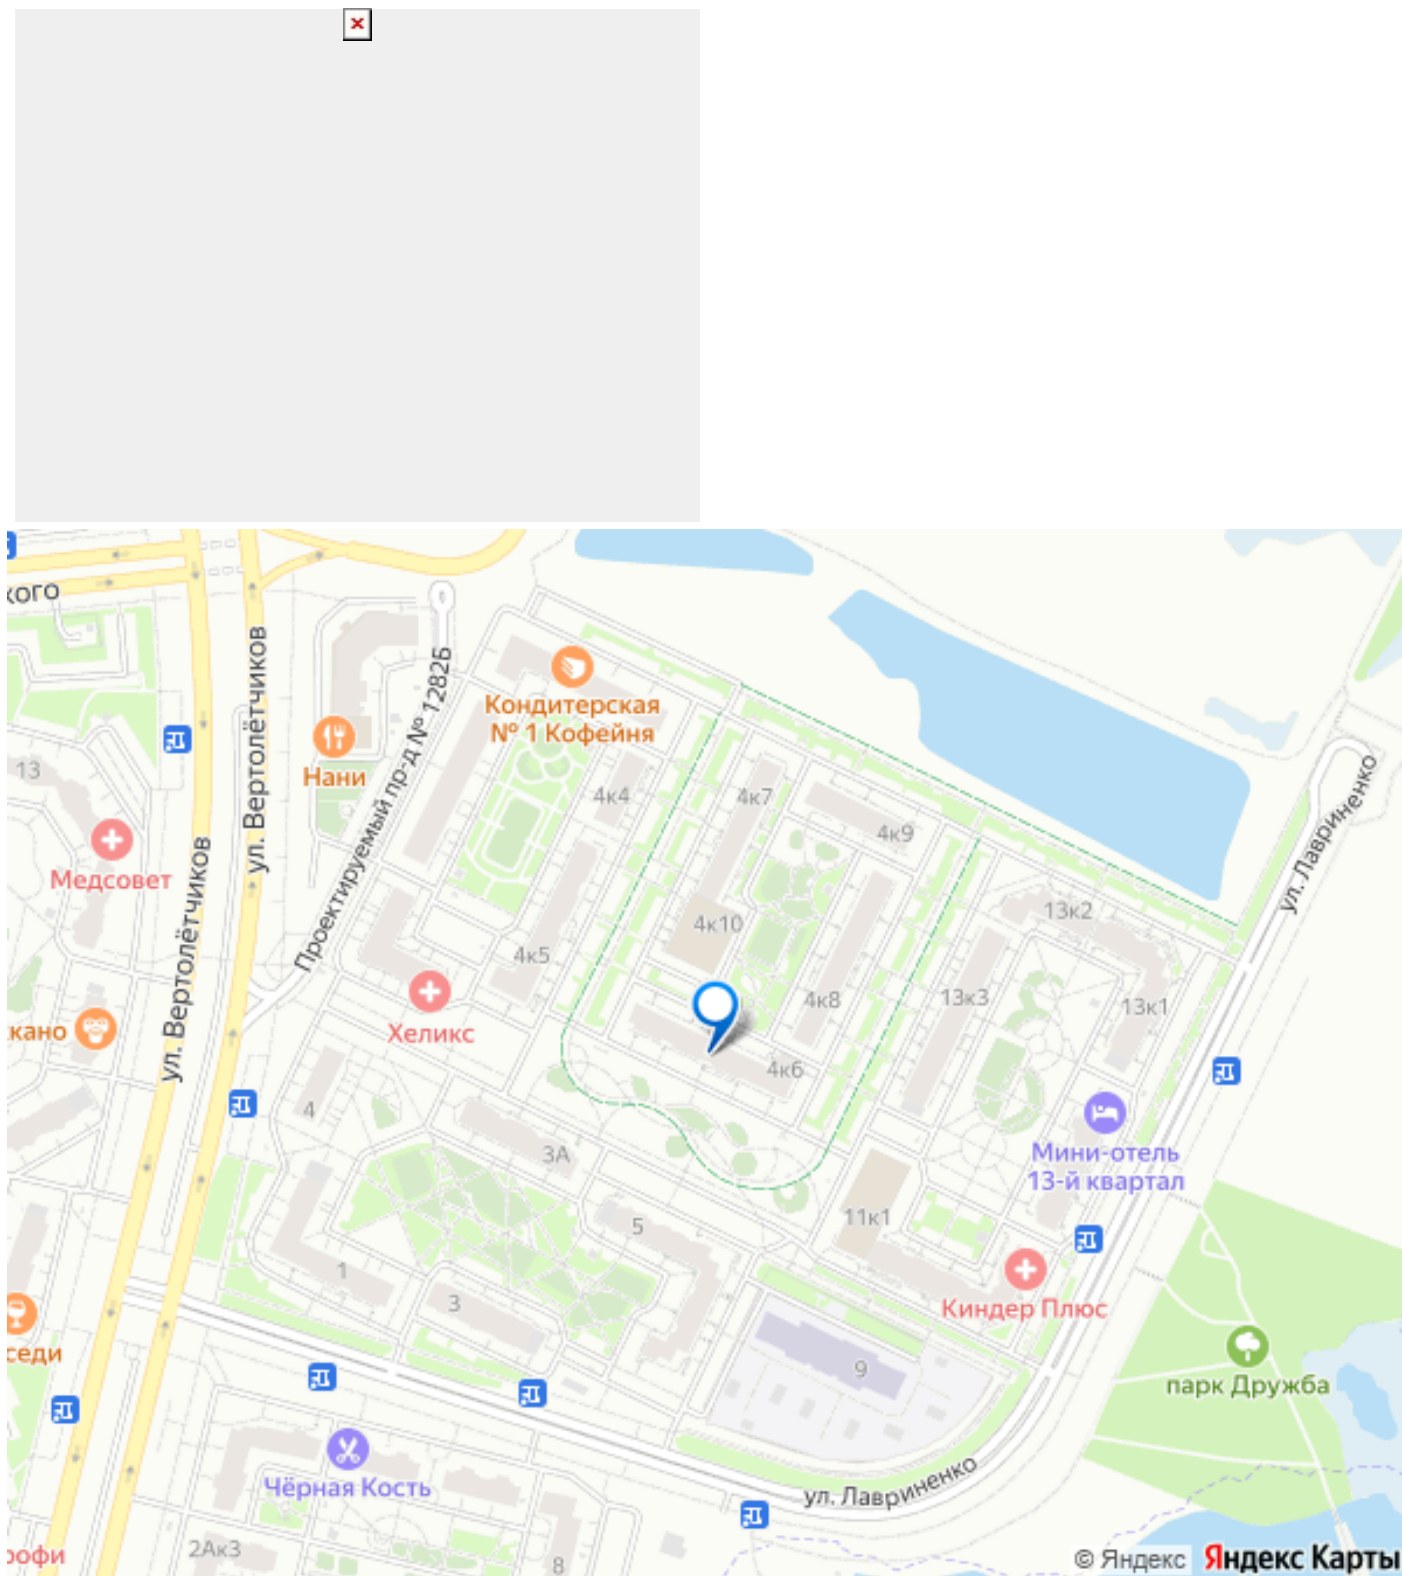 кого
ул. Вертолётчиков
Проектируемый пр-д № 1282Б
Кондитерская
№ 1 Кофейня
Нани
13
4к4
4к7
4к9
ул. Лавриненко
Медсовет
ул. Вертолётчиков
4к10
13к2
4к5
4к8
13к3
13к1
кано
Хеликс
4к6
4
3А
Мини-отель
13-й квартал
11к1
5
1
3
Киндер Плюс
седи
9
парк Дружба
Чёрная Кость
ул. Лавриненко
2Ак3
8
рофи
© Яндекс Яндекс Карты